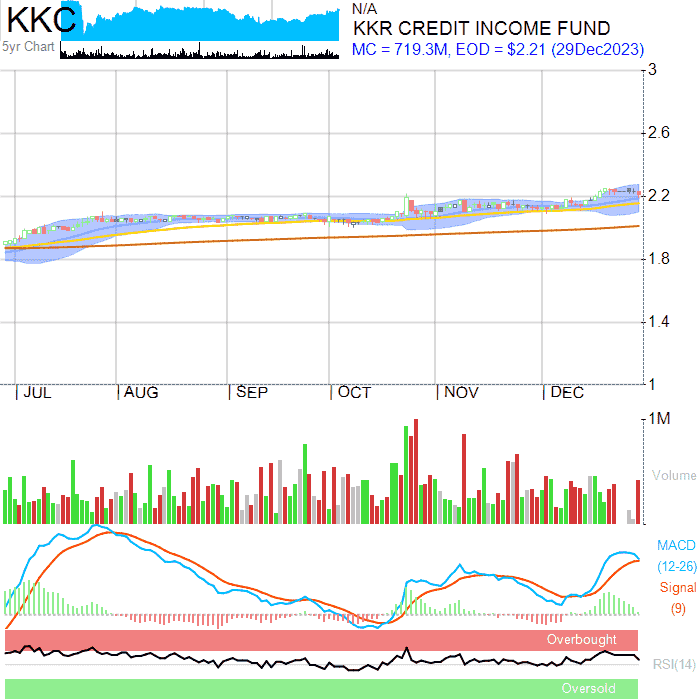 KKC
5yr Chart
N/A
KKR CREDIT INCOME FUND
MC = 719.3M, EOD = $2.21 (29Dec2023)
3
2.6
2.2
1.8
1.4
1
JUL AUG SEP OCT NOV DEC
1M
Volume
MACD
(12-26)
Signal
(9)
Overbought
RSI(14)
Oversold